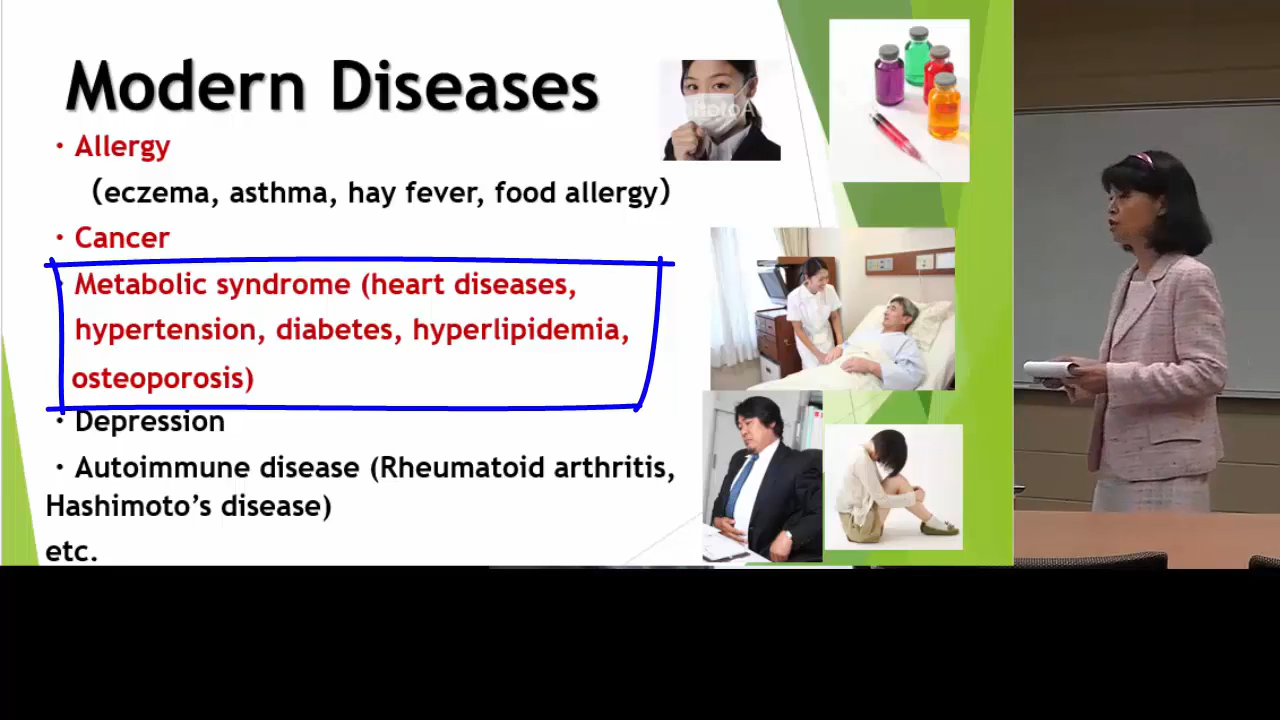 Modern Diseases
・Allergy
（eczema, asthma, hay fever, food allergy）
・Cancer
・Metabolic syndrome (heart diseases,
hypertension, diabetes, hyperlipidemia,
osteoporosis)
・Depression
・Autoimmune disease (Rheumatoid arthritis,
Hashimoto’s disease)
etc.